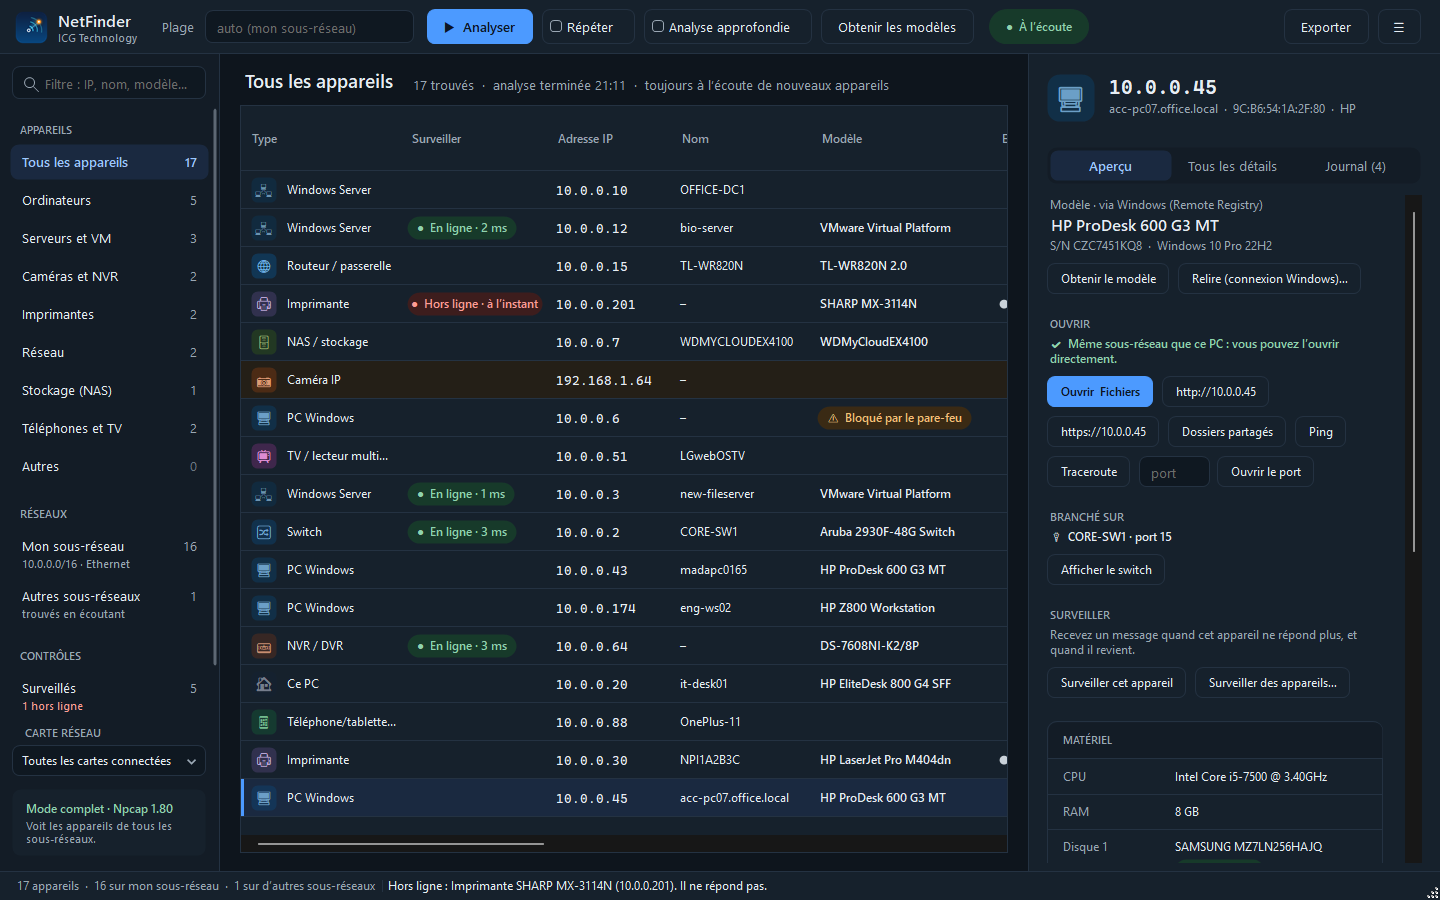 NetFinder
ICG Technology
Plage
auto (mon sous-réseau)
Analyser
Répéter
Analyse approfondie
Obtenir les modèles
À l'écoute
Exporter
Filtre : IP, nom, modèle...
APPAREILS
Tous les appareils 17
Ordinateurs 5
Serveurs et VM 3
Caméras et NVR 2
Imprimantes 2
Réseau 2
Stockage (NAS) 1
Téléphones et TV 2
Autres 0
RÉSEAUX
Mon sous-réseau 16
10.0.0.0/16 · Ethernet
Autres sous-réseaux 1
trouvés en écoutant
CONTRÔLES
Surveillés 5
1 hors ligne
CARTE RÉSEAU
Toutes les cartes connectées
Mode complet · Npcap 1.80
Voit les appareils de tous les
sous-réseaux.
Tous les appareils 17 trouvés · analyse terminée 21:11 · toujours à l'écoute de nouveaux appareils
Type Surveiller Adresse IP Nom Modèle
Windows Server 10.0.0.10 OFFICE-DC1
Windows Server En ligne · 2 ms 10.0.0.12 bio-server VMware Virtual Platform
Routeur / passerelle 10.0.0.15 TL-WR820N TL-WR820N 2.0
Imprimante Hors ligne · à l'instant 10.0.0.201 – SHARP MX-3114N
NAS / stockage 10.0.0.7 WDMYCLOUDEX4100 WDMyCloudEX4100
Caméra IP 192.168.1.64 –
PC Windows 10.0.0.6 – Bloqué par le pare-feu
TV / lecteur multi... 10.0.0.51 LGwebOSTV
Windows Server En ligne · 1 ms 10.0.0.3 new-fileserver VMware Virtual Platform
Switch En ligne · 3 ms 10.0.0.2 CORE-SW1 Aruba 2930F-48G Switch
PC Windows 10.0.0.43 madapc0165 HP ProDesk 600 G3 MT
PC Windows 10.0.0.174 eng-ws02 HP Z800 Workstation
NVR / DVR En ligne · 3 ms 10.0.0.64 – DS-7608NI-K2/8P
Ce PC 10.0.0.20 it-desk01 HP EliteDesk 800 G4 SFF
Téléphone/tablette... 10.0.0.88 OnePlus-11
Imprimante 10.0.0.30 NPI1A2B3C HP LaserJet Pro M404dn
PC Windows 10.0.0.45 acc-pc07.office.local HP ProDesk 600 G3 MT
10.0.0.45
acc-pc07.office.local · 9C:B6:54:1A:2F:80 · HP
Aperçu Tous les détails Journal (4)
Modèle · via Windows (Remote Registry)
HP ProDesk 600 G3 MT
S/N CZC7451KQ8 · Windows 10 Pro 22H2
Obtenir le modèle Relire (connexion Windows)...
OUVRIR
Même sous-réseau que ce PC : vous pouvez l'ouvrir
directement.
Ouvrir Fichiers http://10.0.0.45
https://10.0.0.45 Dossiers partagés Ping
Traceroute port Ouvrir le port
BRANCHÉ SUR
CORE-SW1 · port 15
Afficher le switch
SURVEILLER
Recevez un message quand cet appareil ne répond plus, et
quand il revient.
Surveiller cet appareil Surveiller des appareils...
MATÉRIEL
CPU Intel Core i5-7500 @ 3.40GHz
RAM 8 GB
Disque 1 SAMSUNG MZ7LN256HAJQ
17 appareils · 16 sur mon sous-réseau · 1 sur d'autres sous-réseaux Hors ligne : Imprimante SHARP MX-3114N (10.0.0.201). Il ne répond pas.